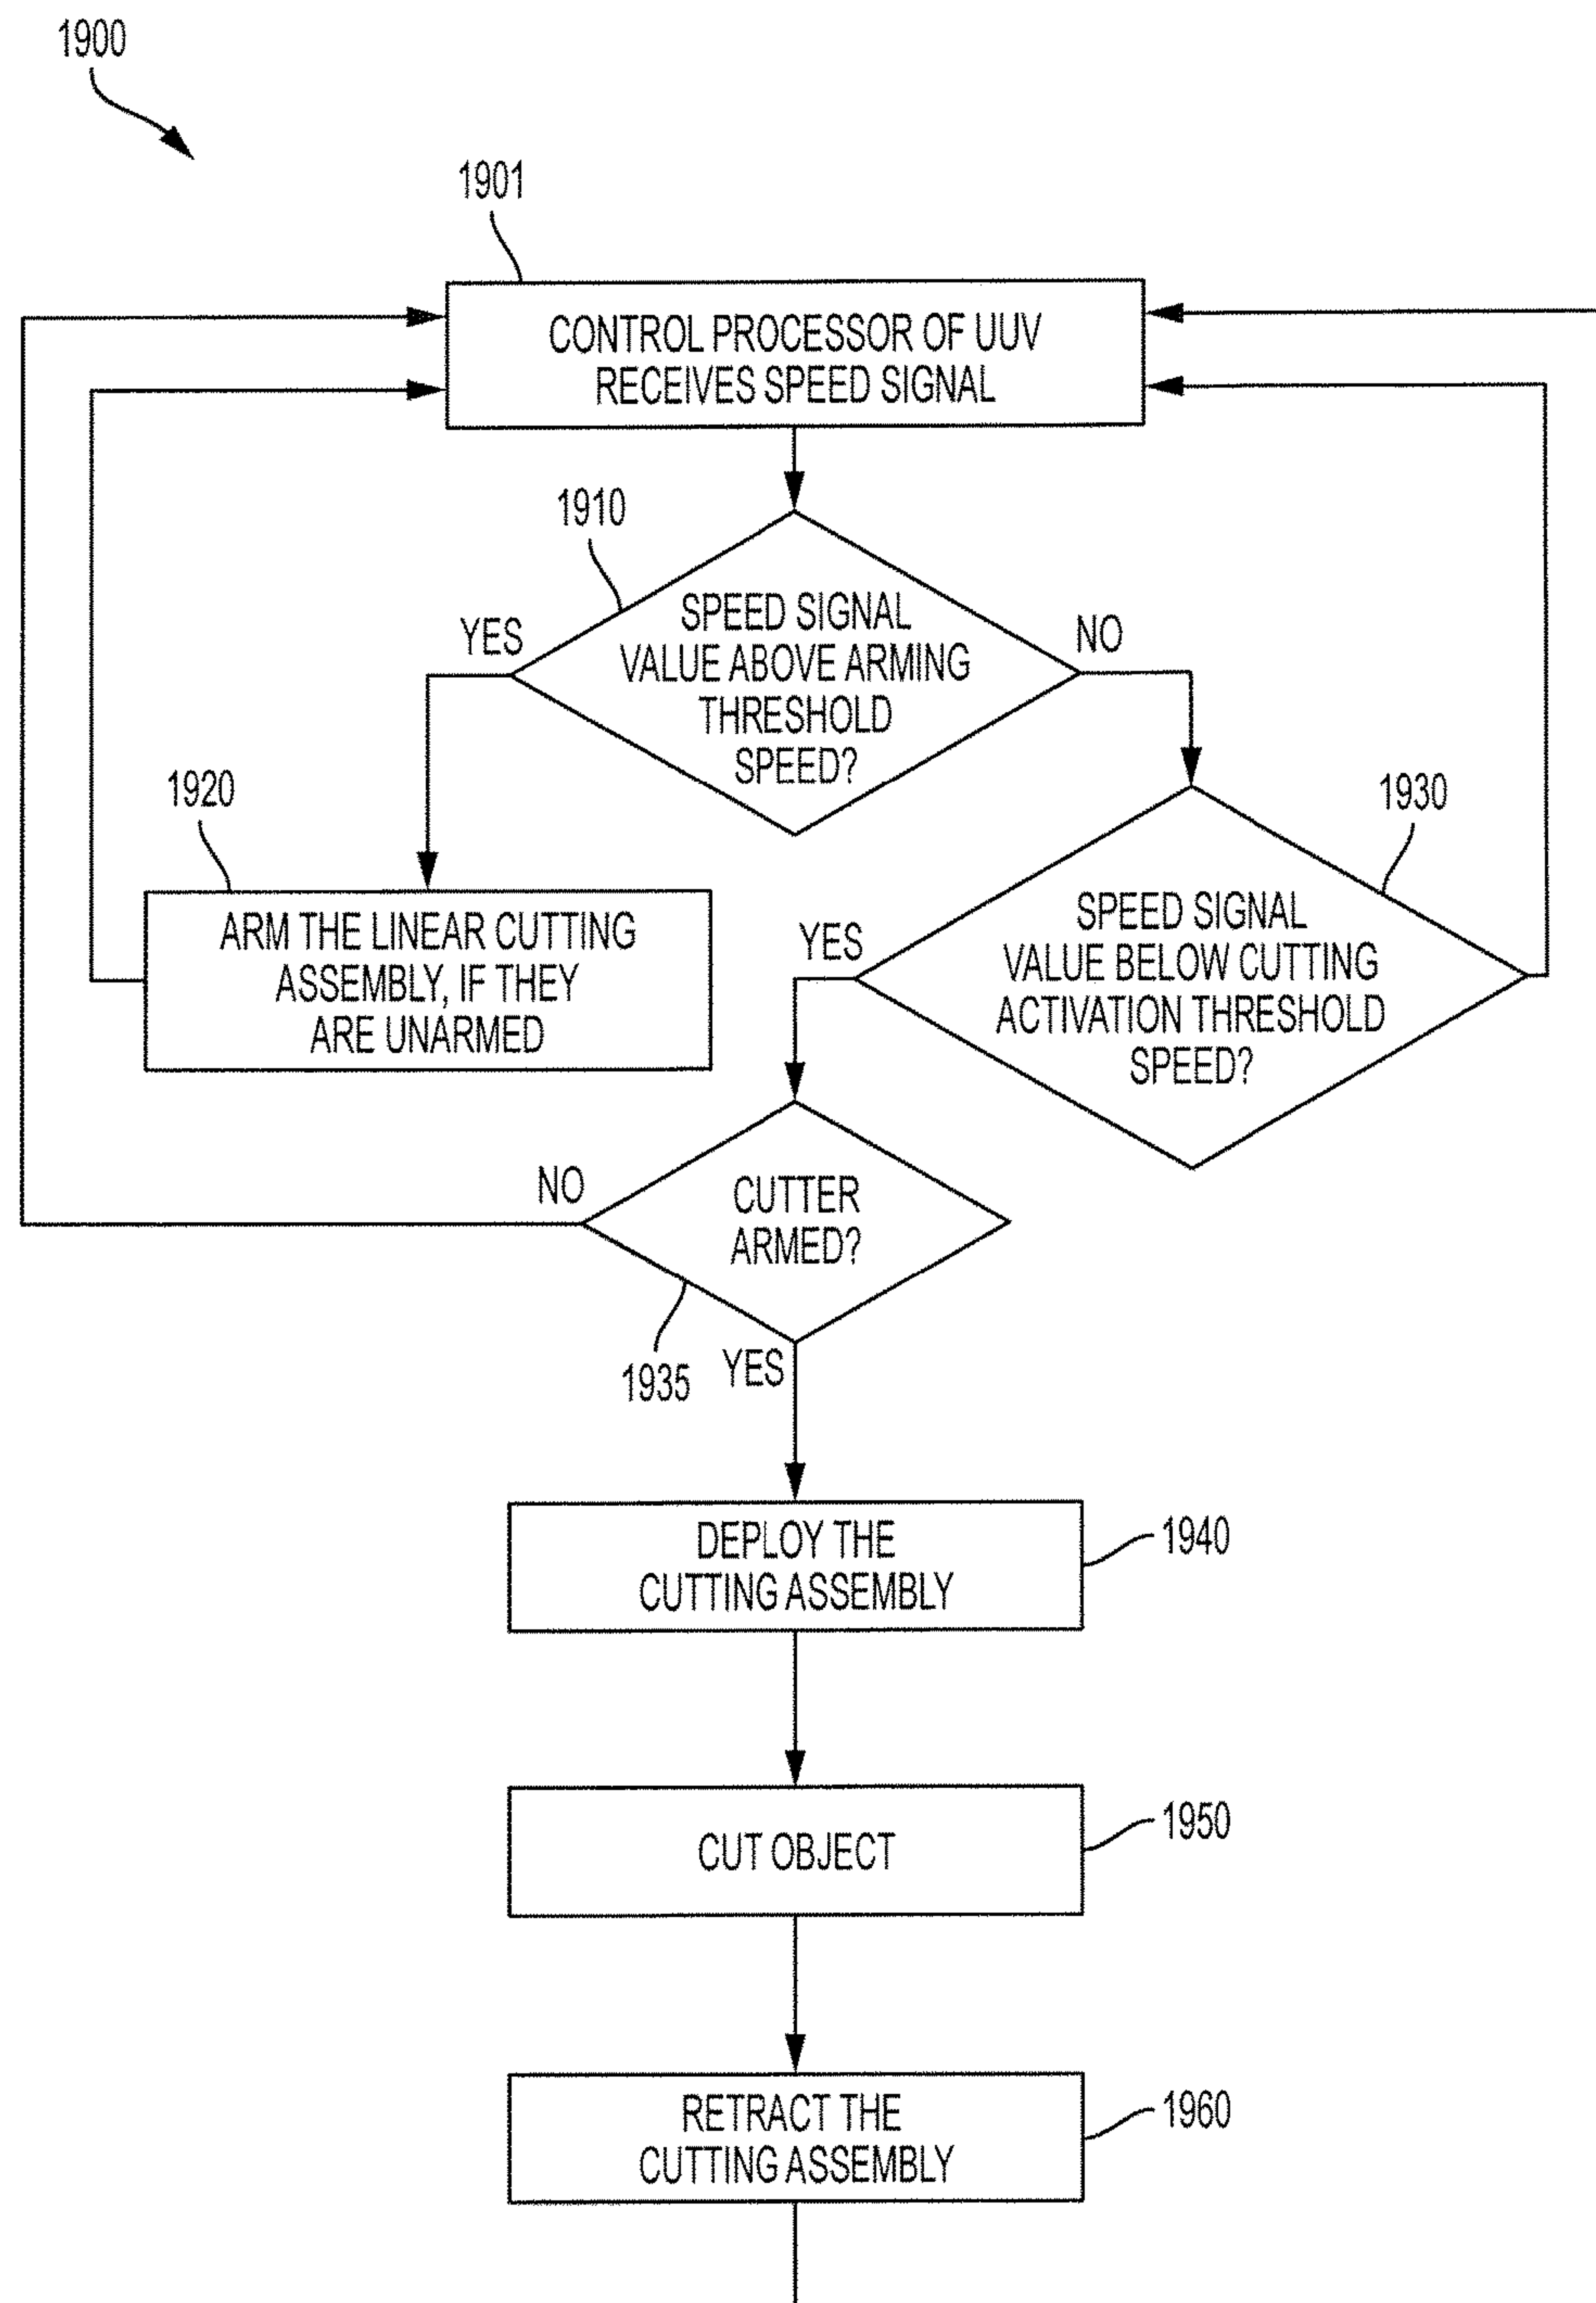 1900
1901
CONTROL PROCESSOR OF UUV
RECEIVES SPEED SIGNAL
1910
SPEED SIGNAL
VALUE ABOVE ARMING
THRESHOLD
SPEED?
YES
NO
1920
ARM THE LINEAR CUTTING
ASSEMBLY, IF THEY
ARE UNARMED
1930
SPEED SIGNAL
VALUE BELOW CUTTING
ACTIVATION THRESHOLD
SPEED?
YES
CUTTER
ARMED?
NO
1935
YES
DEPLOY THE
CUTTING ASSEMBLY
1940
CUT OBJECT
1950
RETRACT THE
CUTTING ASSEMBLY
1960